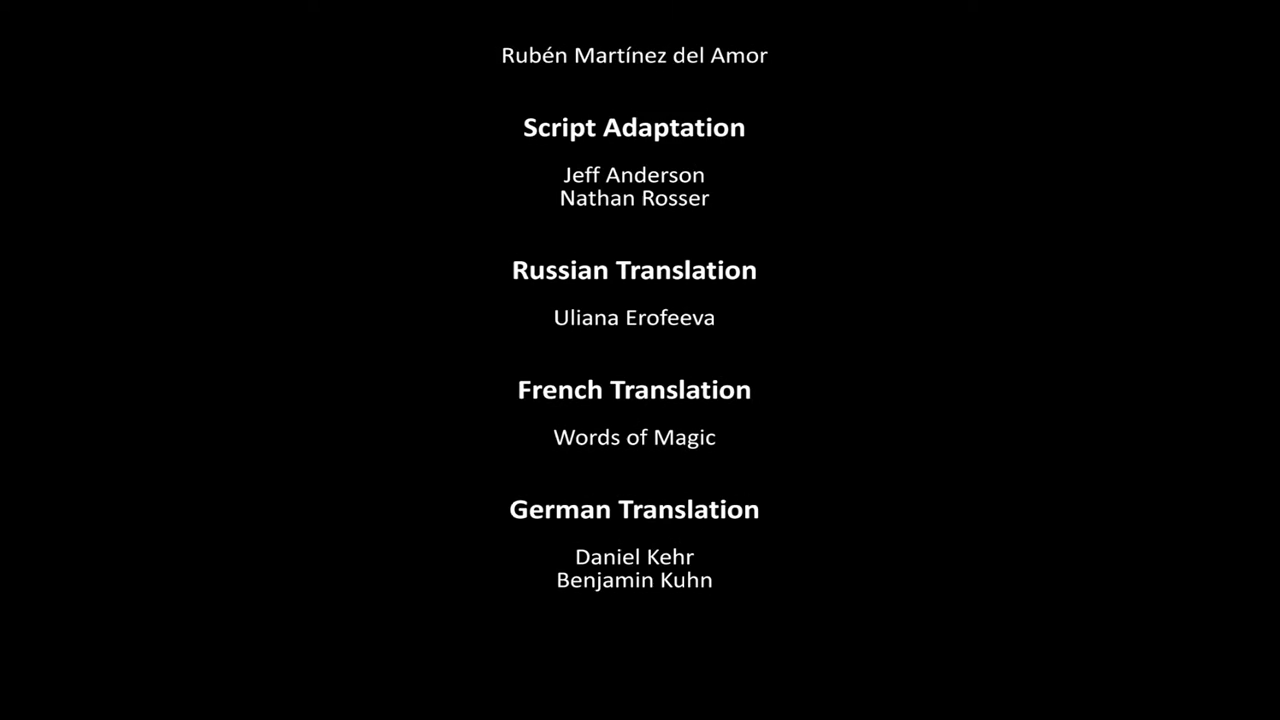 Rubén Martínez del Amor
Script Adaptation
Jeff Anderson
Nathan Rosser
Russian Translation
Uliana Erofeeva
French Translation
Words of Magic
German Translation
Daniel Kehr
Benjamin Kuhn